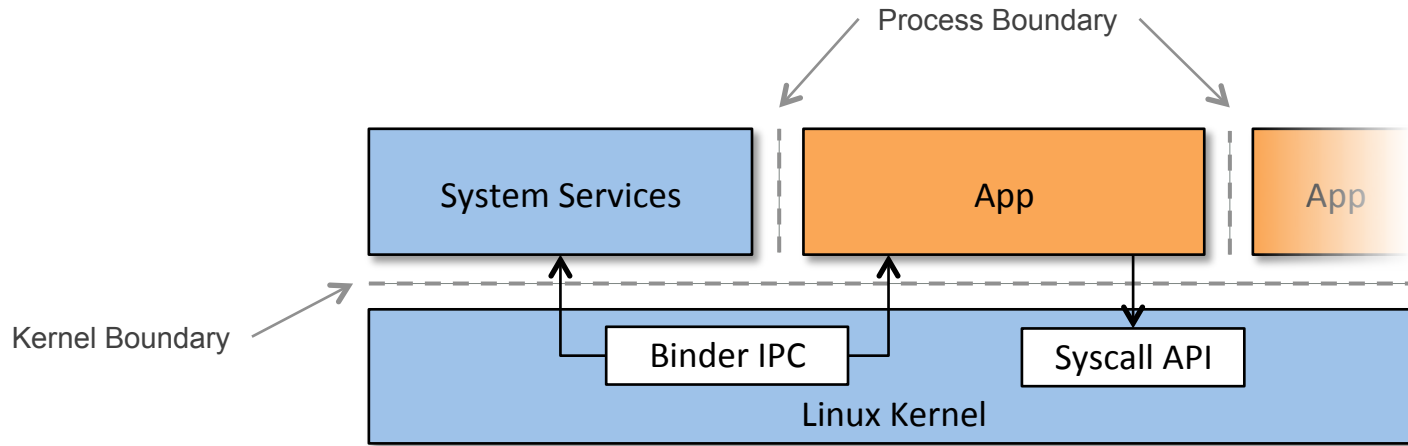 Process Boundary
System Services
App
App
Kernel Boundary
Binder IPC
Syscall API
Linux Kernel